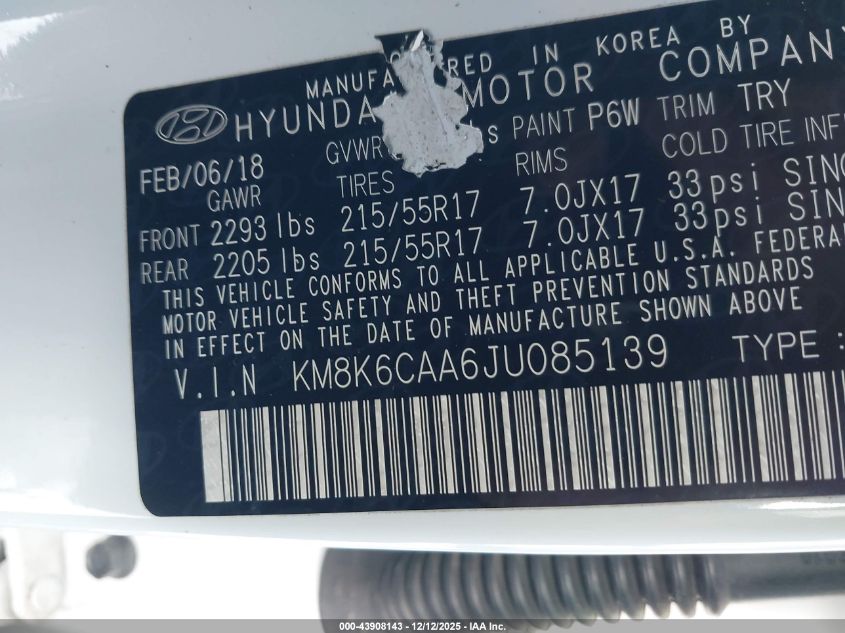 MANUFA RED IN KOREA BY
HYUNDA MOTOR COMPANY
GVWR S PAINT P6W TRIM TRY
FEB/06/18
GAWR TIRES RIMS COLD TIRE INF
FRONT 2293 lbs 215/55R17 7.0JX17 33psi SING
REAR 2205 lbs 215/55R17 7.0JX17 33psi SING
THIS VEHICLE CONFORMS TO ALL APPLICABLE U.S.A. FEDERA
MOTOR VEHICLE SAFETY AND THEFT PREVENTION STANDARDS
IN EFFECT ON THE DATE OF MANUFACTURE SHOWN ABOVE
V.I.N KM8K6CAA6JU085139 TYPE :
000-43908143 - 12/12/2025 - IAA Inc.